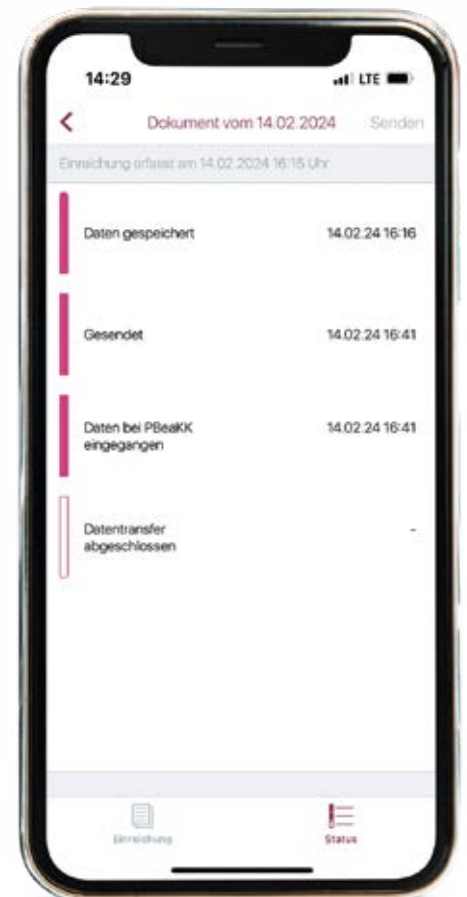 14:29 LTE
Dokument vom 14.02.2024 Senden
Einreichung erfasst am 14.02.2024 16:15 Uhr
Daten gespeichert 14.02.24 16:16
Gesendet 14.02.24 16:41
Daten bei PBeaKK 14.02.24 16:41
eingegangen
Datentransfer -
abgeschlossen
Einreichung Status